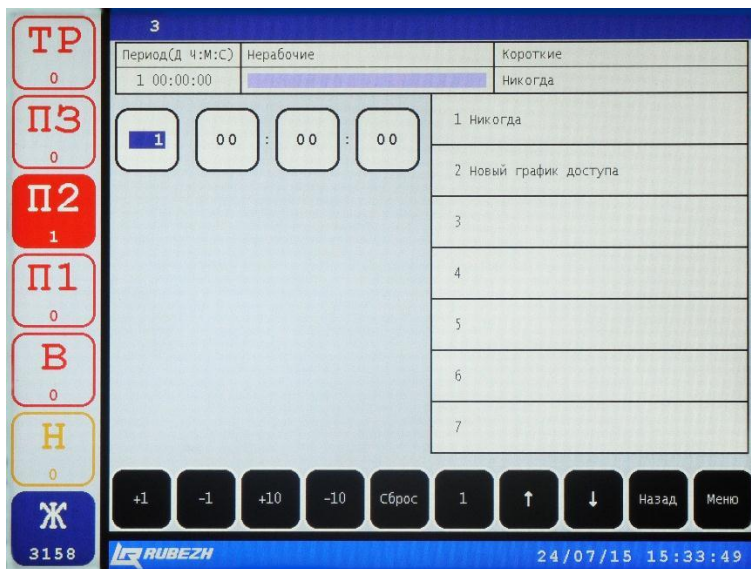 ТР
0
ПЗ
0
П2
1
П1
0
В
0
Н
0
Ж
3158
3
Период(Д Ч:М:С) Нерабочие Короткие
1 00:00:00 Никогда
1 00 : 00 : 00
1 Никогда
2 Новый график доступа
3
4
5
6
7
+1 -1 +10 -10 Сброс 1 ↑ ↓ Назад Меню
RUBEZH 24/07/15 15:33:49